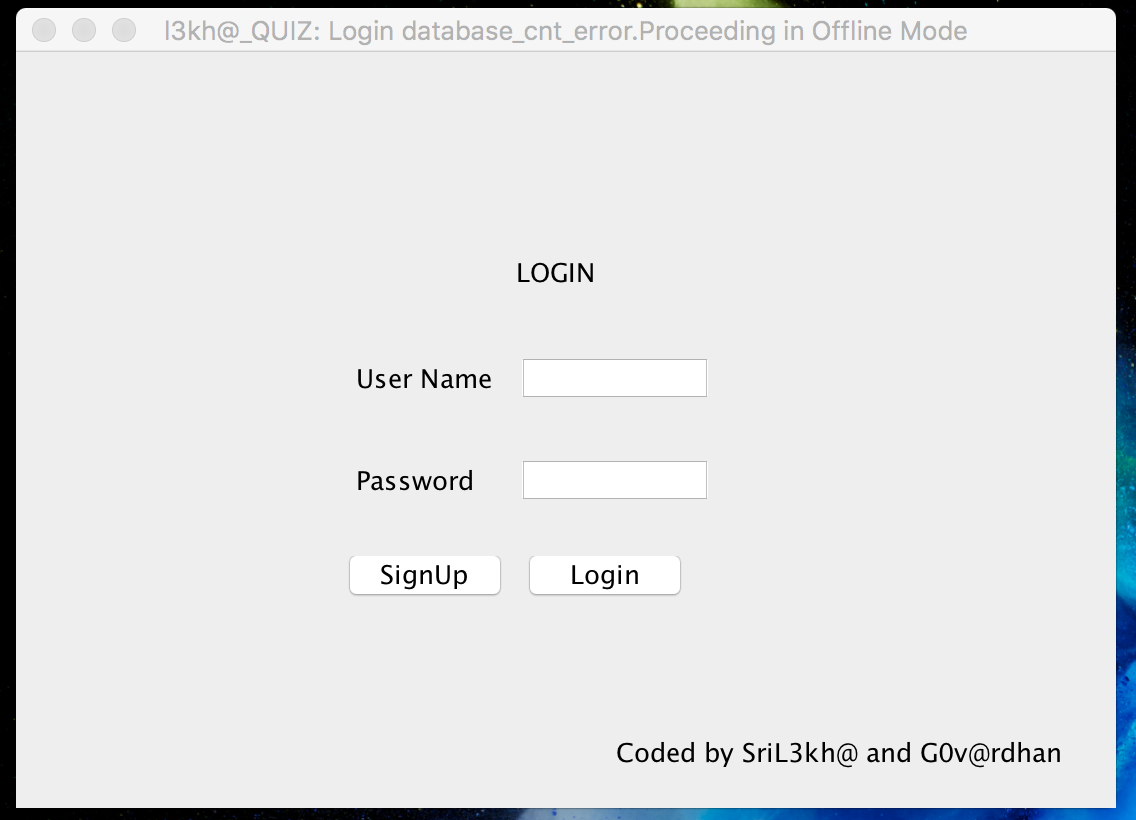 l3kh@_QUIZ: Login database_cnt_error.Proceeding in Offline Mode
LOGIN
User Name
Password
SignUp Login
Coded by SriL3kh@ and G0v@rdhan